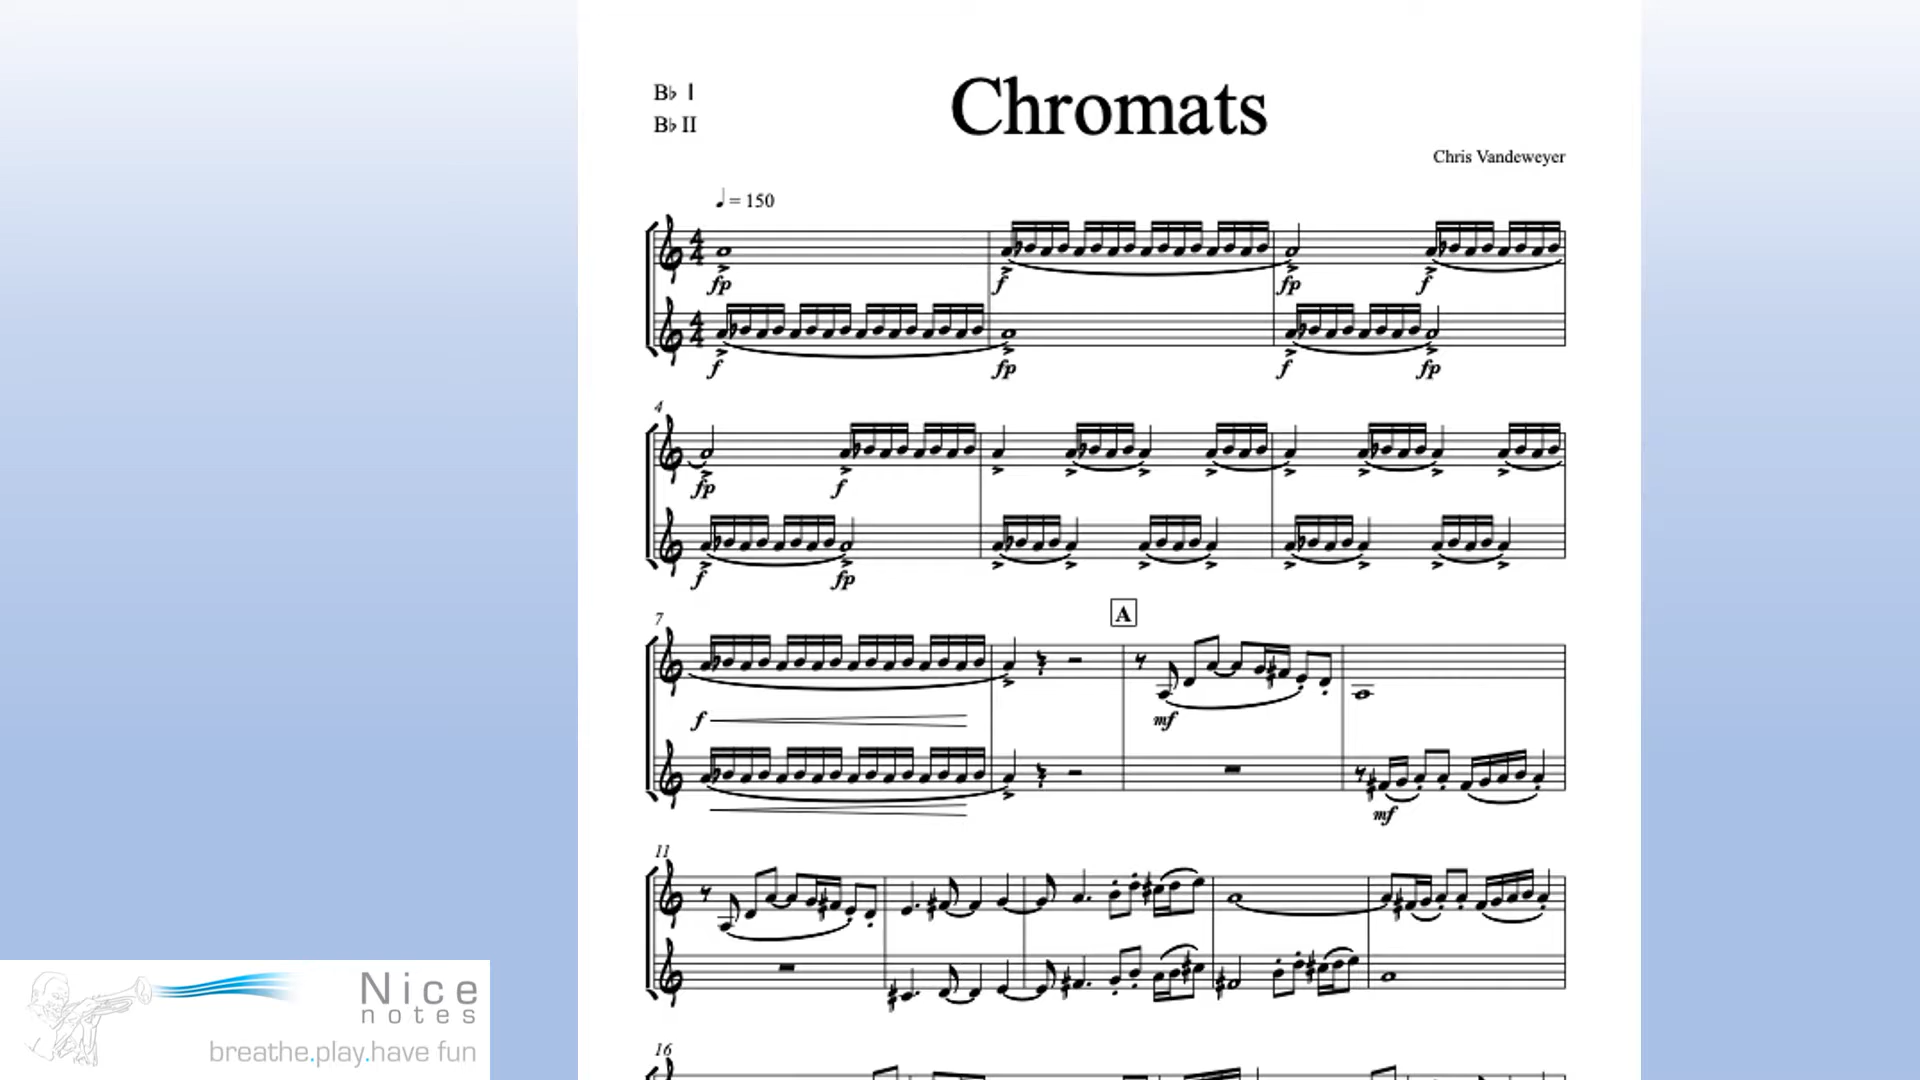 B♭ I
B♭ II
Chromats
Chris Vandeweyer
♩ = 150
fp f fp f
f fp f fp
4
fp f
f fp
7
A
f mf
mf
11
16
Nice
notes
breathe.play.have fun